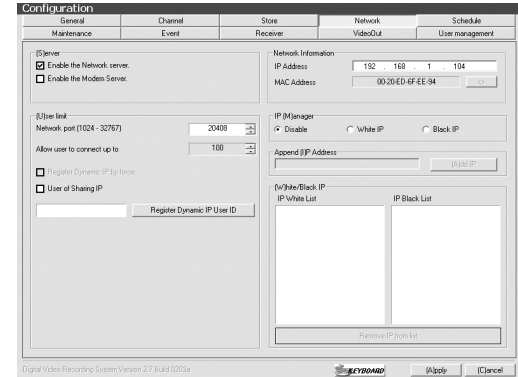 Configuration
General Channel Store Network Schedule
Maintenance Event Receiver VideoOut User management
(S)erver
Enable the Network server.
Enable the Modem Server.
Network Information
IP Address 192 . 168 . 1 . 104
MAC Address 00-20-ED-6F-EE-94
(U)ser limit
Network port (1024 - 32767) 20408
Allow user to connect up to 100
Register Dynamic IP by force.
User of Sharing IP
Register Dynamic IP User ID
IP (M)anager
Disable White IP Black IP
Append (I)P Address
(A)dd IP
(W)hite/Black IP
IP White List IP Black List
Remove IP from list
Digital Video Recording System Version 2.7 Build 0203a
KEYBOARD (A)pply (C)ancel